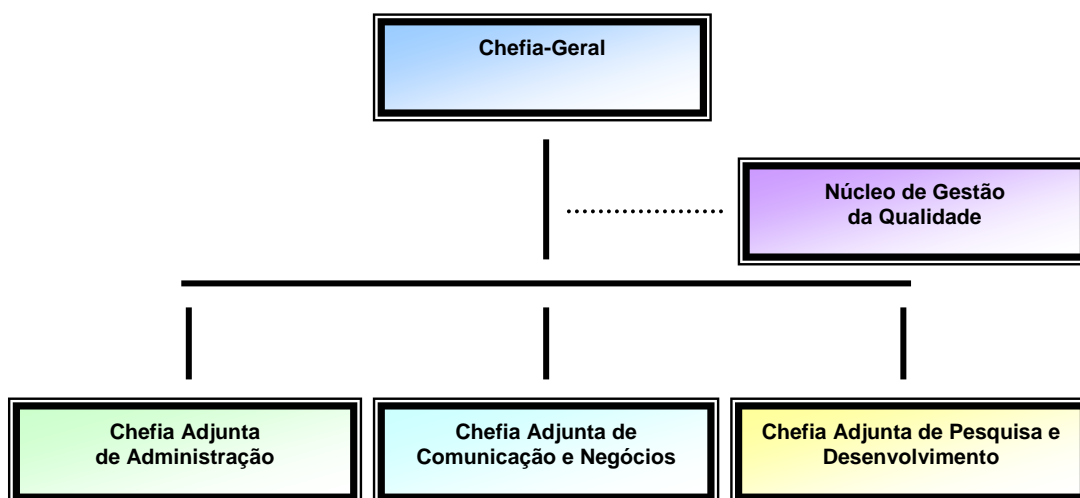 Chefia-Geral
Núcleo de Gestão
da Qualidade
Chefia Adjunta
de Administração
Chefia Adjunta de
Comunicação e Negócios
Chefia Adjunta de Pesquisa e
Desenvolvimento